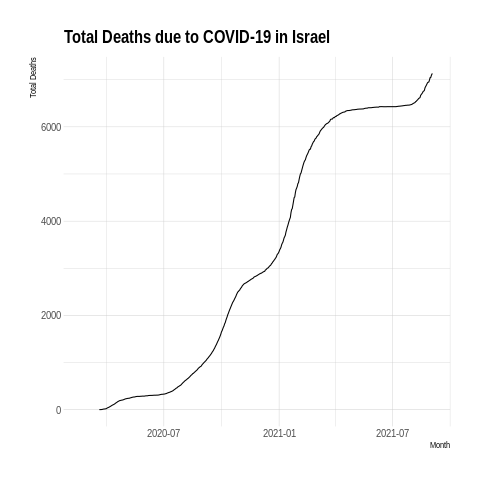 Total Deaths due to COVID-19 in Israel
Total Deaths
6000
4000
2000
0
2020-07 2021-01 2021-07
Month